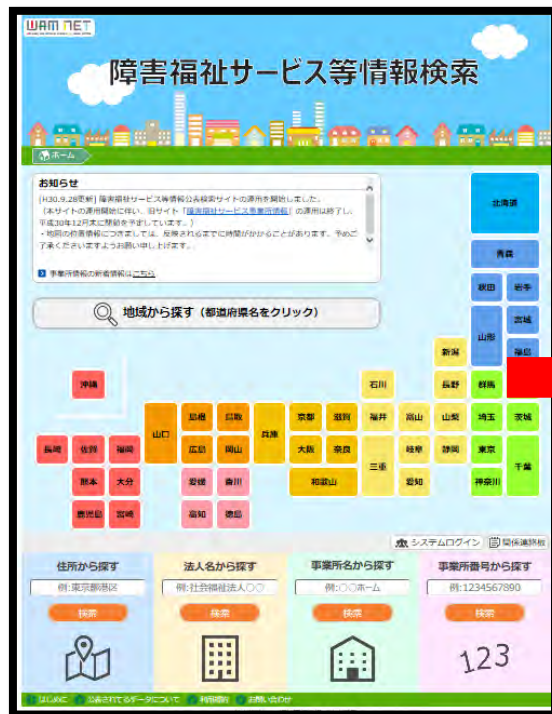 WAM NET
障害福祉サービス等情報検索
ホーム
お知らせ
[H30.9.28更新] 障害福祉サービス等情報公表検索サイトの運用を開始しました。
(本サイトの運用開始に伴い、旧サイト「障害福祉サービス事業所情報」の運用は終了し、
平成30年12月末に閉鎖を予定しています。)
・地図の位置情報につきましては、反映されるまでに時間がかかることがあります。予めご
了承くださいますようお願い申し上げます。
事業所情報の新着情報はこちら
地域から探す(都道府県名をクリック)
北海道
青森
秋田 岩手
山形 宮城
新潟 福島
沖縄 石川 長野 群馬
山口 島根 鳥取 兵庫 京都 滋賀 福井 富山 山梨 埼玉 茨城
長崎 佐賀 福岡 広島 岡山 大阪 奈良 三重 岐阜 静岡 東京 千葉
熊本 大分 愛媛 香川 和歌山 愛知 神奈川
鹿児島 宮崎 高知 徳島
システムログイン 関係連絡板
住所から探す 法人名から探す 事業所名から探す 事業所番号から探す
例:東京都港区 例:社会福祉法人〇〇 例:〇〇ホーム 例:1234567890
検索 検索 検索 検索
123
はじめに 公表されてるデータについて 利用規約 お問い合わせ